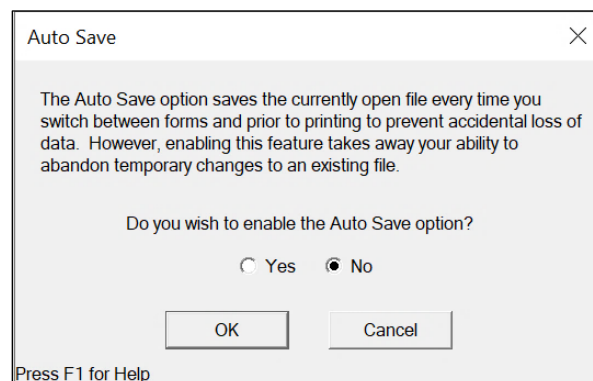 Auto Save
The Auto Save option saves the currently open file every time you
switch between forms and prior to printing to prevent accidental loss of
data.  However, enabling this feature takes away your ability to
abandon temporary changes to an existing file.
Do you wish to enable the Auto Save option?
Yes No
OK Cancel
Press F1 for Help